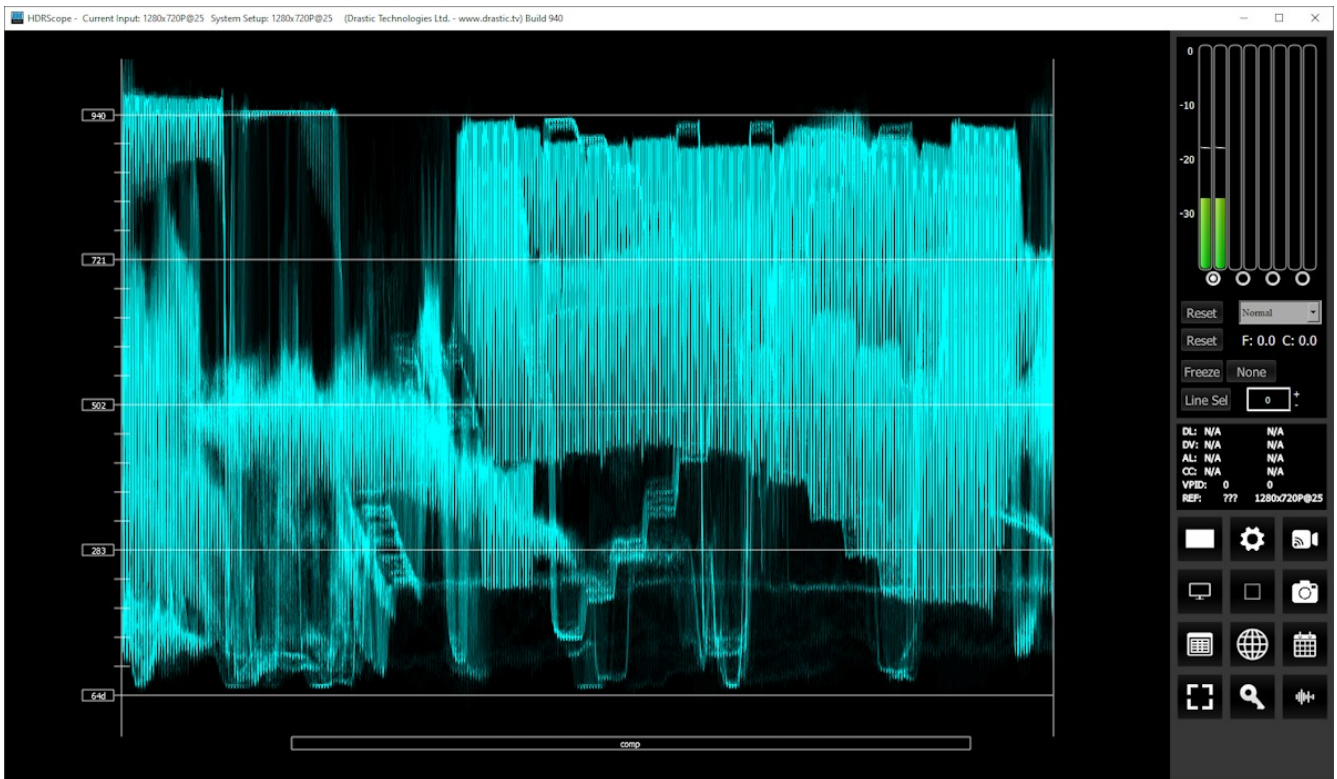 HDRScope - Current Input: 1280x720P@25 System Setup: 1280x720P@25 (Drastic Technologies Ltd. - www.drastic.tv) Build 940
940
721
502
283
64d
comp
0
-10
-20
-30
Reset Normal
Reset F: 0.0 C: 0.0
Freeze None
Line Sel 0 + -
DL: N/A N/A
DV: N/A N/A
AL: N/A N/A
CC: N/A N/A
VPID: 0 0
REF: ??? 1280x720P@25